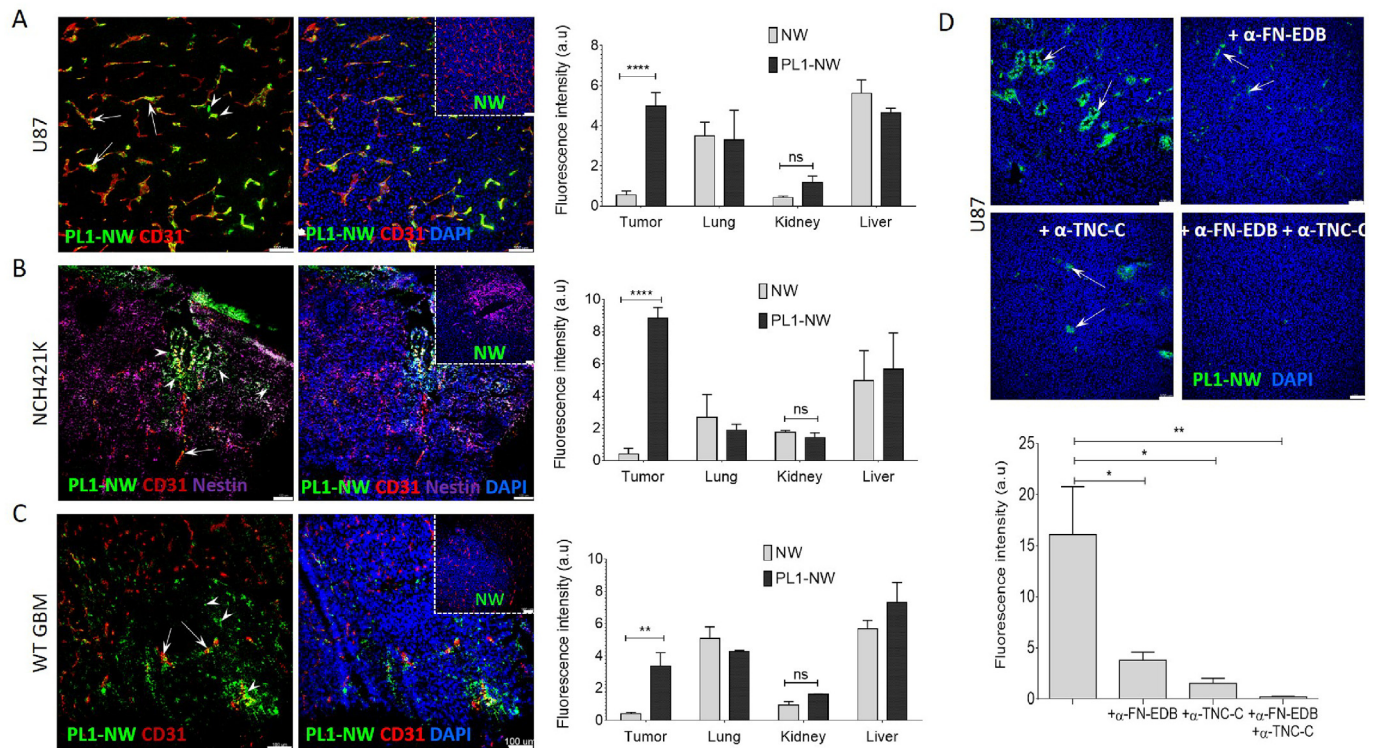 A
U87
PL1-NW CD31
NW
PL1-NW CD31 DAPI
Fluorescence intensity (a.u)
8
6
4
2
0
****
ns
NW
PL1-NW
Tumor Lung Kidney Liver
B
NCH421K
PL1-NW CD31 Nestin
NW
PL1-NW CD31 Nestin DAPI
Fluorescence intensity (a.u)
10
8
6
4
2
0
****
ns
NW
PL1-NW
Tumor Lung Kidney Liver
C
WT GBM
PL1-NW CD31
100 µm
NW
PL1-NW CD31 DAPI
100 µm
Fluorescence intensity (a.u)
10
8
6
4
2
0
**
ns
NW
PL1-NW
Tumor Lung Kidney Liver
D
U87
+ α-FN-EDB
+ α-TNC-C
+ α-FN-EDB + α-TNC-C
PL1-NW DAPI
Fluorescence intensity (a.u)
25
20
15
10
5
0
**
*
*
+α-FN-EDB +α-TNC-C +α-FN-EDB
+α-TNC-C